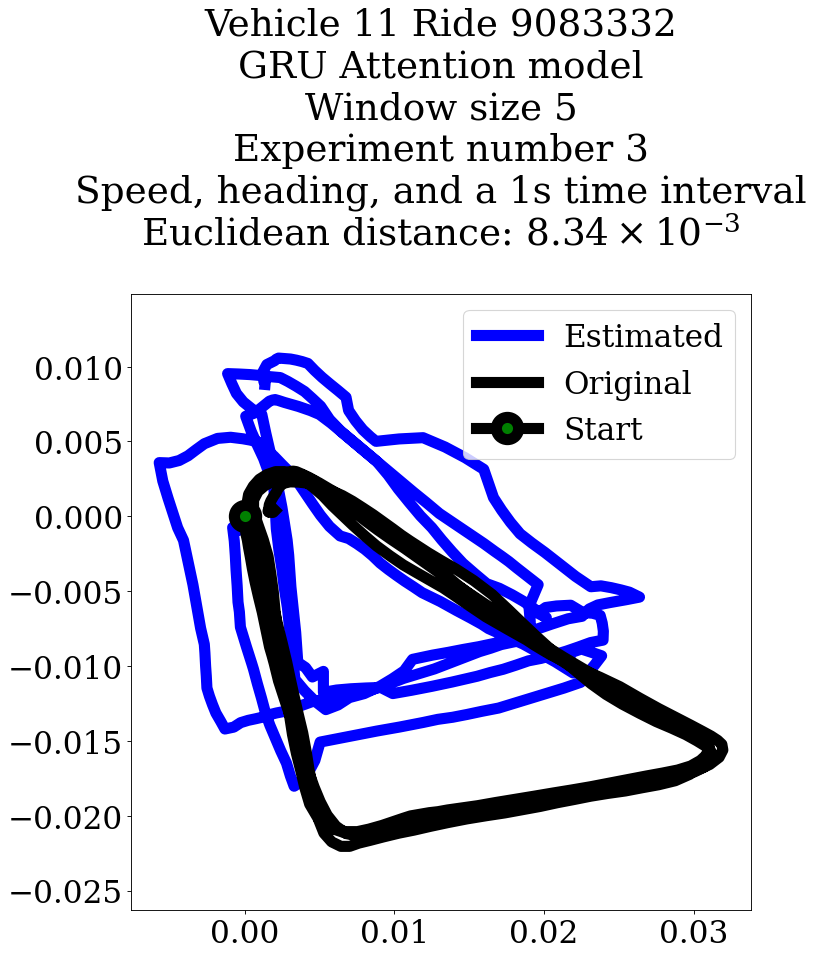 Vehicle 11 Ride 9083332
GRU Attention model
Window size 5
Experiment number 3
Speed, heading, and a 1s time interval
Euclidean distance: 8.34 × 10⁻³
Estimated
Original
Start
0.010
0.005
0.000
−0.005
−0.010
−0.015
−0.020
−0.025
0.00 0.01 0.02 0.03